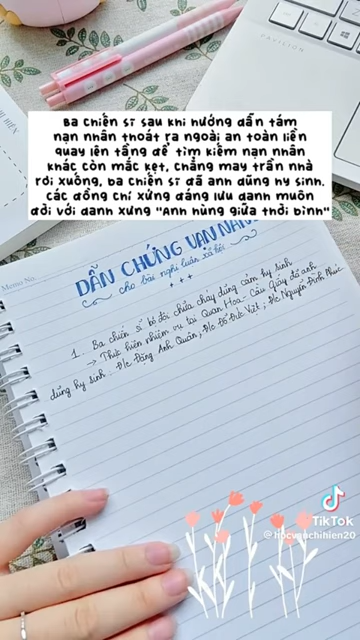 PAVILION
Ba chiến sĩ sau khi hướng dẫn tám
nạn nhân thoát ra ngoài an toàn liền
quay lên tầng để tìm kiếm nạn nhân
khác còn mắc kẹt, chẳng may trần nhà
rơi xuống, ba chiến sĩ đã anh dũng hy sinh.
Các đồng chí xứng đáng lưu danh muôn
đời với danh xưng "Anh hùng giữa thời bình"
Memo No.
DẪN CHỨNG VẠN NĂNG
cho bài nghị luận xã hội
1. Ba chiến sĩ bộ đội chữa cháy dũng cảm hy sinh
→ Thực hiện nhiệm vụ tại Quan Hoa - Cầu Giấy đã anh
dũng hy sinh: Đ/c Đặng Anh Quân; Đ/c Đỗ Đức Việt; Đ/c Nguyễn Đình Phúc
TikTok
@hocvanchihien20